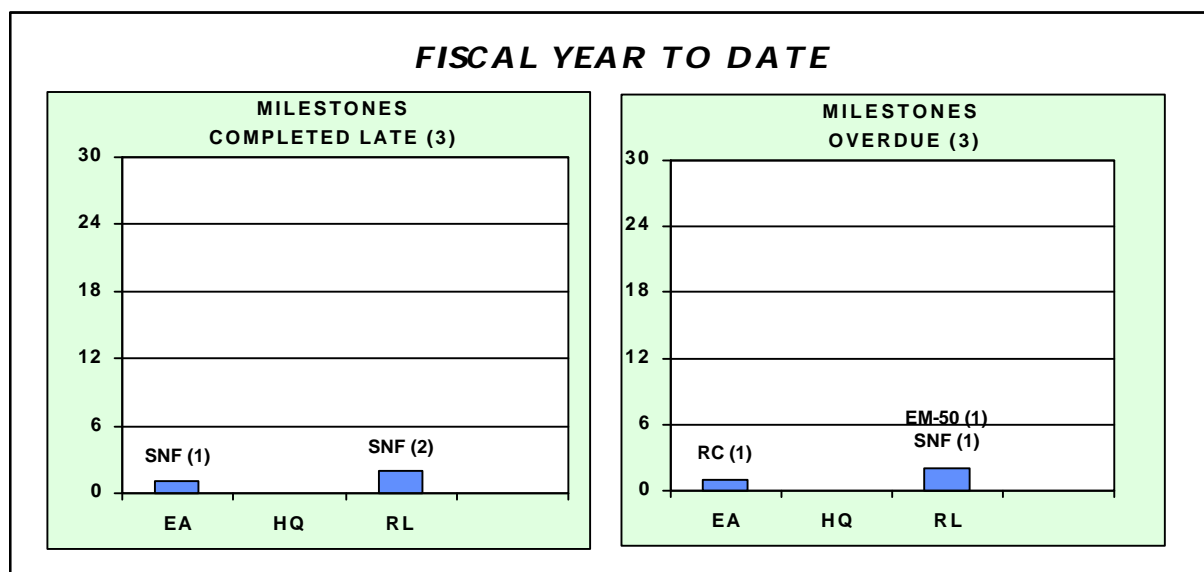 FISCAL YEAR TO DATE
MILESTONES
COMPLETED LATE (3)
30
24
18
12
6
0
SNF (1)
SNF (2)
EA
HQ
RL
MILESTONES
OVERDUE (3)
30
24
18
12
6
0
RC (1)
EM-50 (1)
SNF (1)
EA
HQ
RL